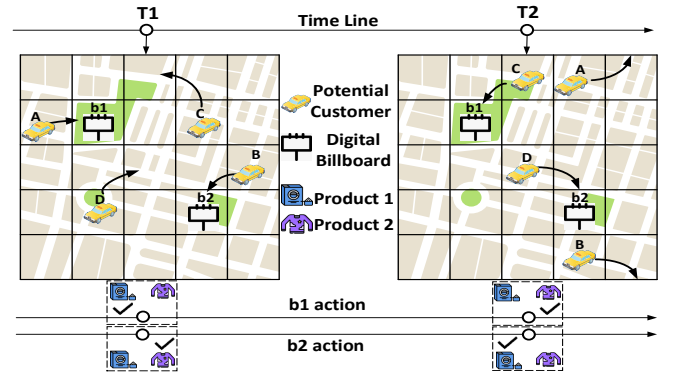 T1
Time Line
T2
A
b1
C
B
D
b2
Potential
Customer
Digital
Billboard
Product 1
Product 2
C
A
b1
D
b2
B
b1 action
b2 action